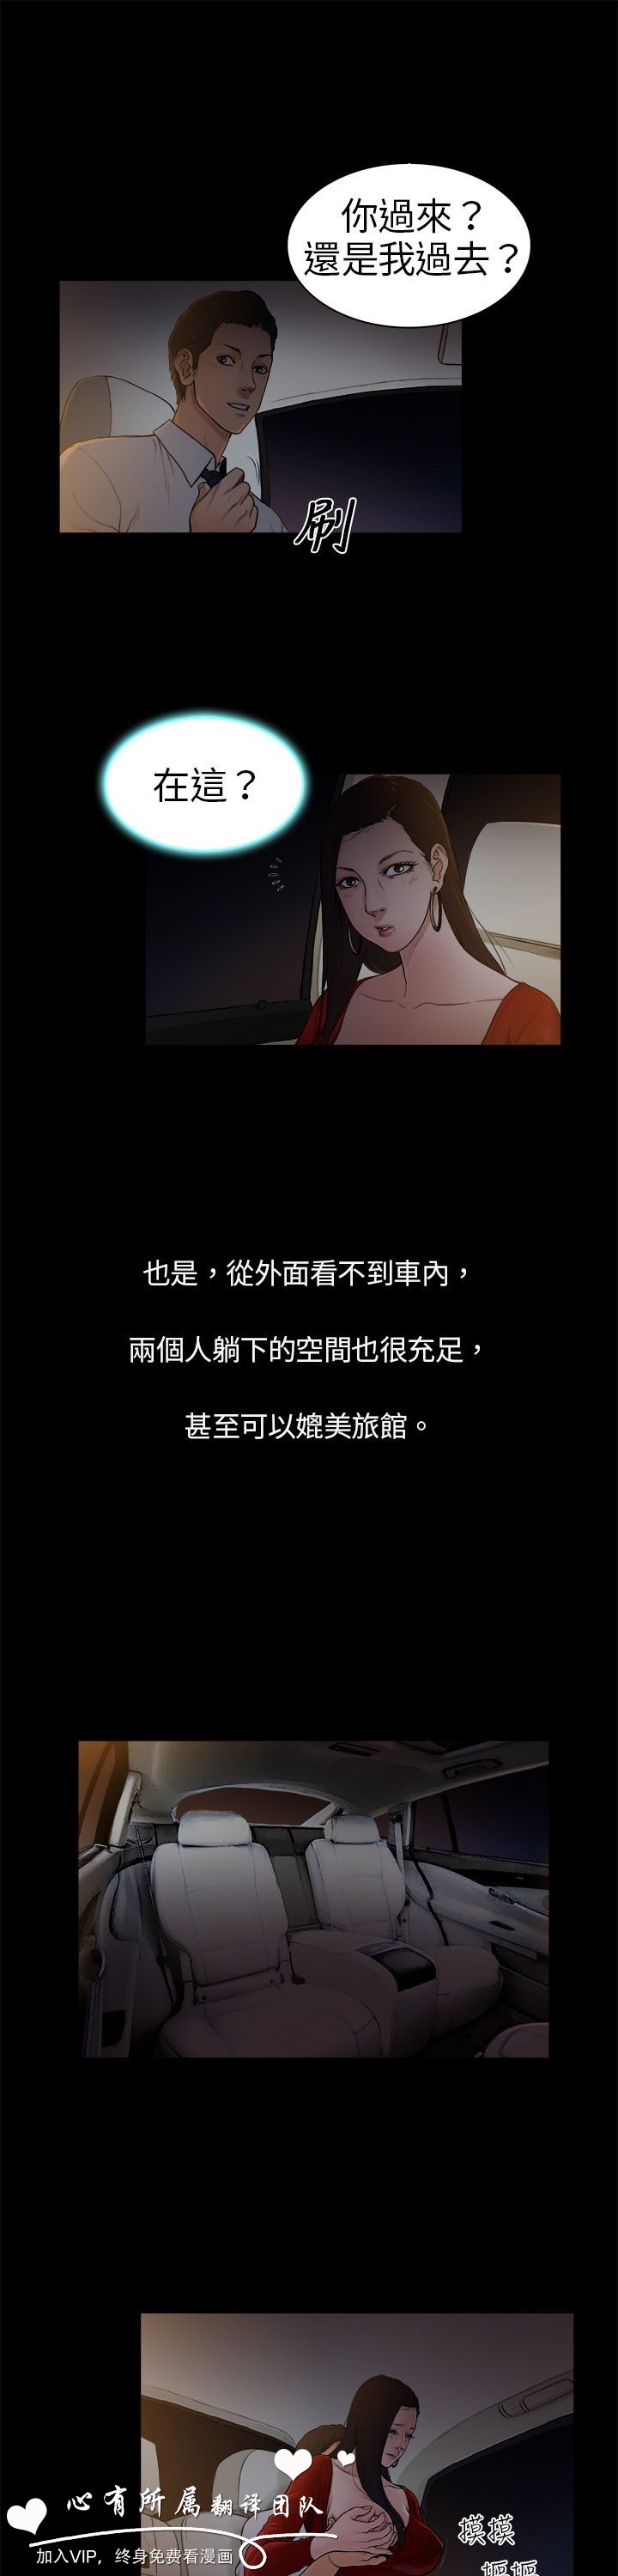 你過來？
還是我過去？
刷
在這？
也是，從外面看不到車內，
兩個人躺下的空間也很充足，
甚至可以媲美旅館。
心有所属翻译团队
加入VIP，终身免费看漫画
摸摸